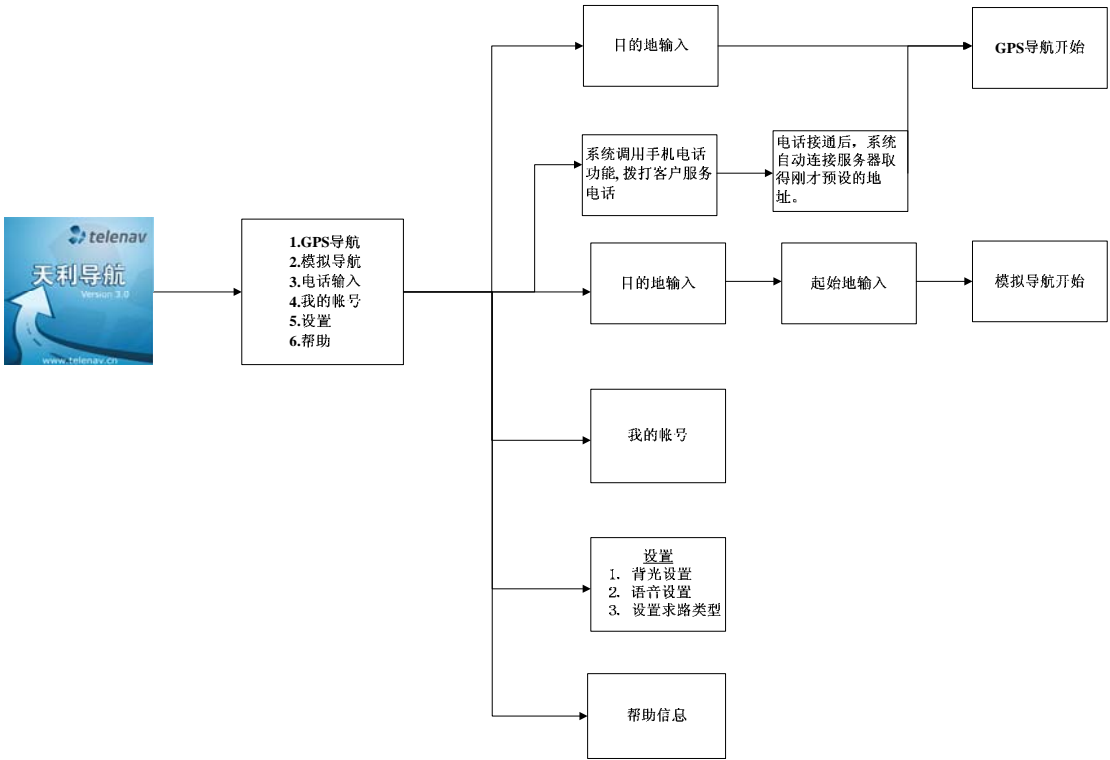 telenav
天利导航
Version 3.0
www.telenav.cn
1.GPS导航
2.模拟导航
3.电话输入
4.我的帐号
5.设置
6.帮助
目的地输入
GPS导航开始
系统调用手机电话
功能,拨打客户服务
电话
电话接通后，系统
自动连接服务器取
得刚才预设的地
址。
目的地输入
起始地输入
模拟导航开始
我的帐号
设置
1. 背光设置
2. 语音设置
3. 设置求路类型
帮助信息